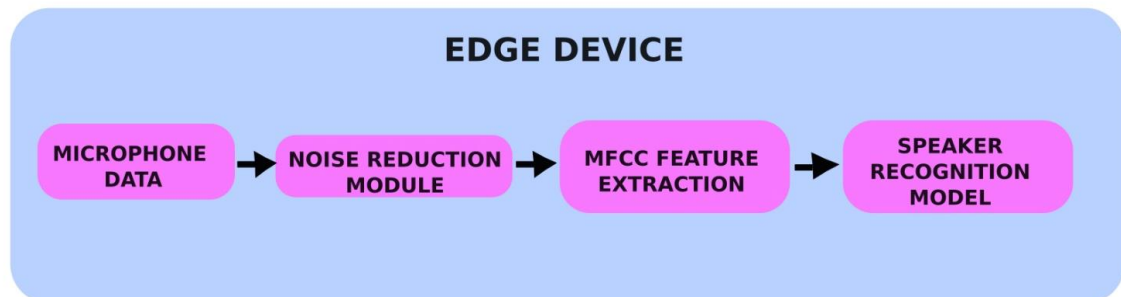 EDGE DEVICE
MICROPHONE
DATA
NOISE REDUCTION
MODULE
MFCC FEATURE
EXTRACTION
SPEAKER
RECOGNITION
MODEL